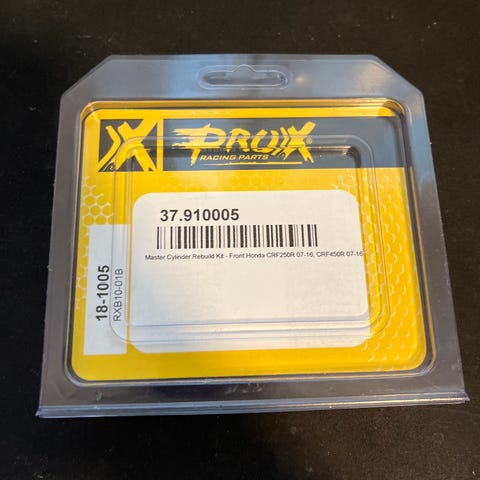 PROX
RACING PARTS
37.910005
Master Cylinder Rebuild Kit - Front Honda CRF250R 07-16, CRF450R 07-16
18-1005
RXB10-01B